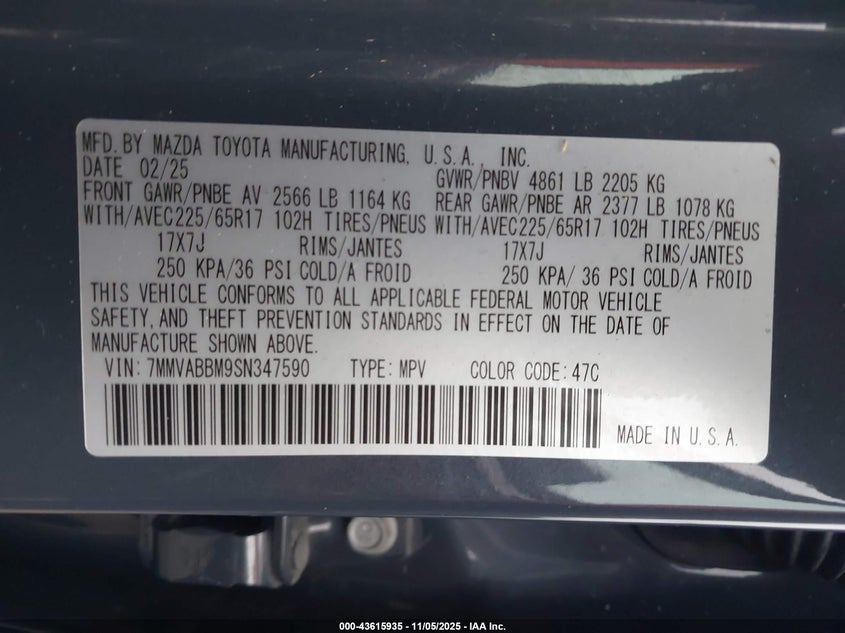 MFD. BY MAZDA TOYOTA MANUFACTURING, U.S.A., INC.
DATE 02/25 GVWR/PNBV 4861 LB 2205 KG
FRONT GAWR/PNBE AV 2566 LB 1164 KG REAR GAWR/PNBE AR 2377 LB 1078 KG
WITH/AVEC225/65R17 102H TIRES/PNEUS WITH/AVEC225/65R17 102H TIRES/PNEUS
17X7J RIMS/JANTES 17X7J RIMS/JANTES
250 KPA/36 PSI COLD/A FROID 250 KPA/ 36 PSI COLD/A FROID
THIS VEHICLE CONFORMS TO ALL APPLICABLE FEDERAL MOTOR VEHICLE
SAFETY, AND THEFT PREVENTION STANDARDS IN EFFECT ON THE DATE OF
MANUFACTURE SHOWN ABOVE.
VIN: 7MMVABBM9SN347590 TYPE: MPV COLOR CODE: 47C
MADE IN U.S.A.
000-43615935 - 11/05/2025 - IAA Inc.